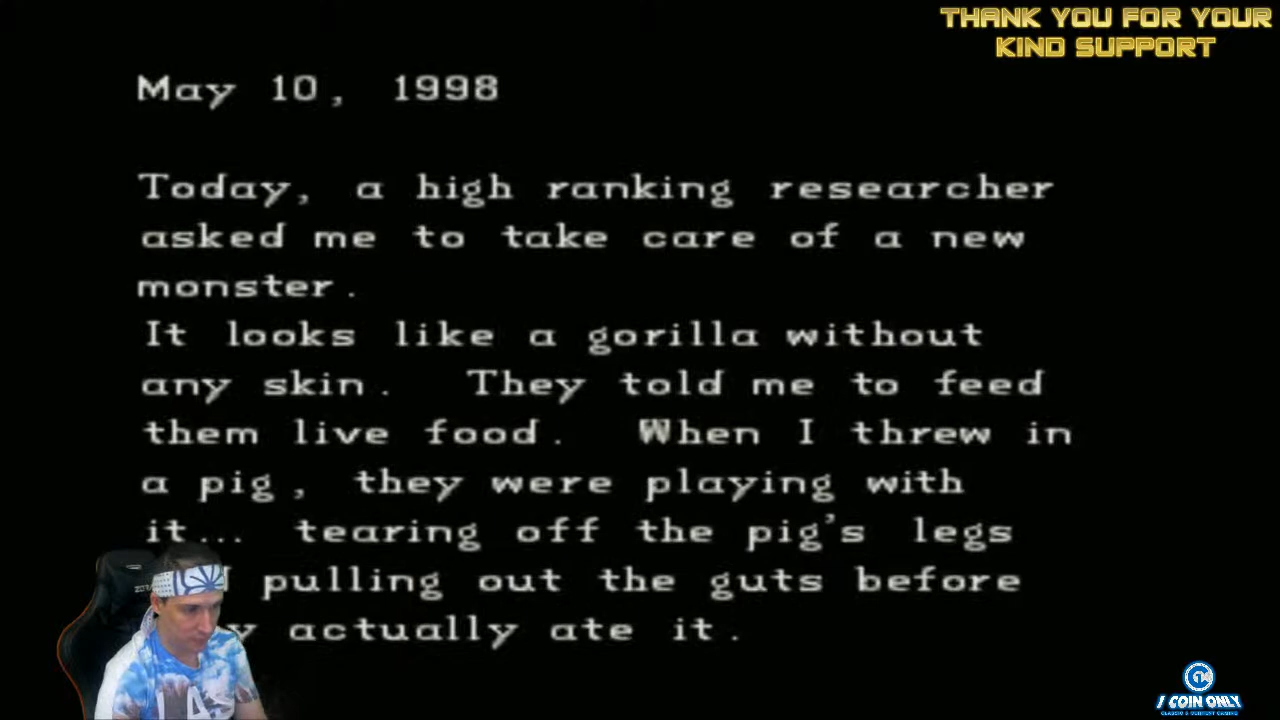 THANK YOU FOR YOUR
KIND SUPPORT
May 10, 1998
Today, a high ranking researcher
asked me to take care of a new
monster.
It looks like a gorilla without
any skin. They told me to feed
them live food. When I threw in
a pig, they were playing with
it... tearing off the pig's legs
pulling out the guts before
actually ate it.
1 COIN ONLY